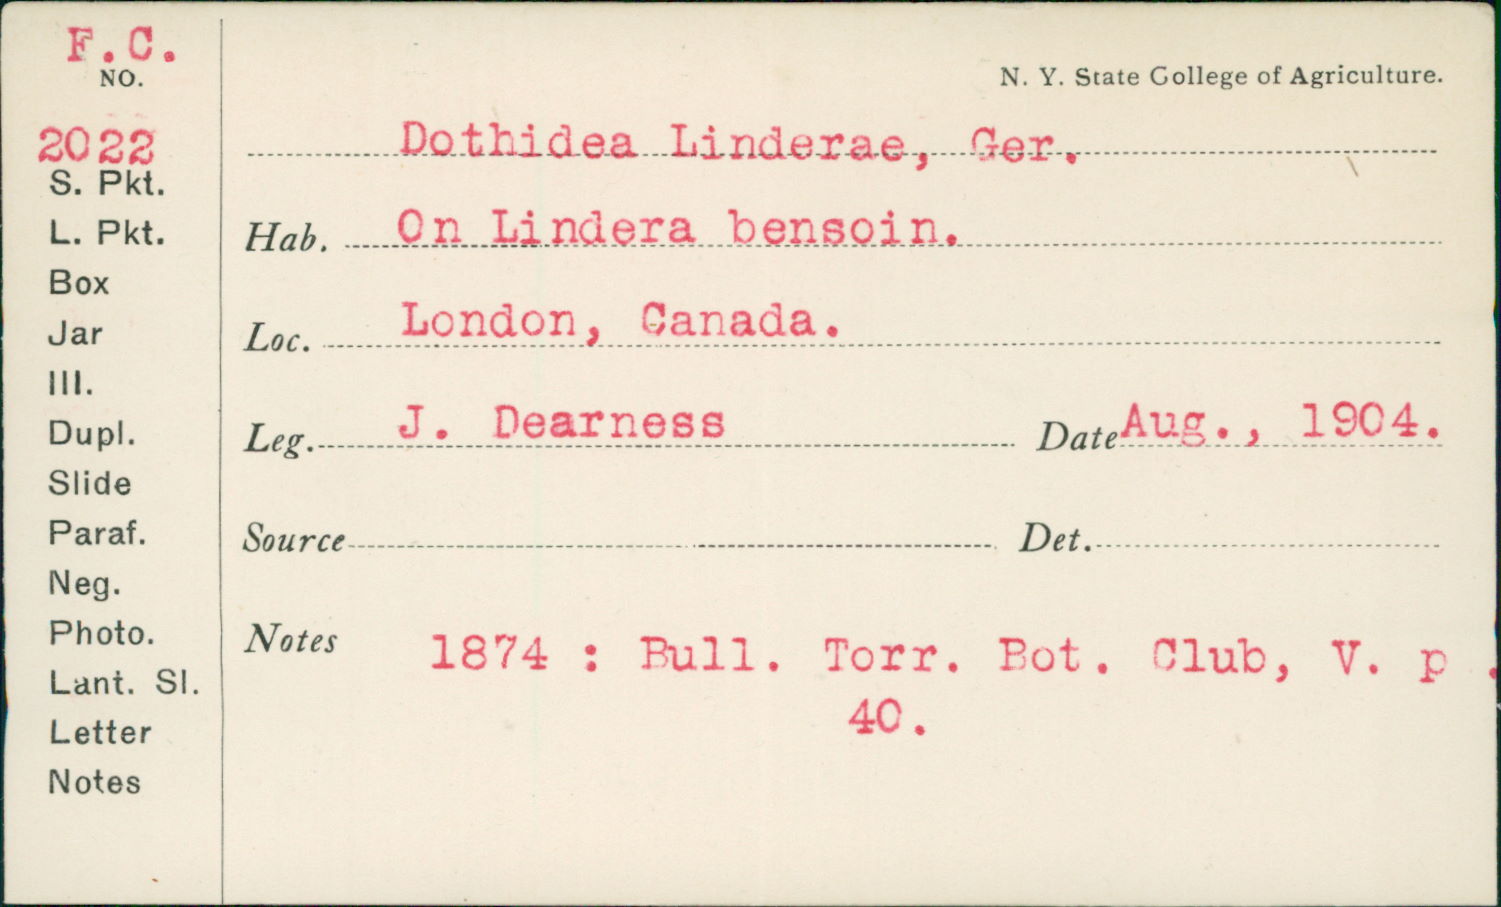 F.C.
NO.
N. Y. State College of Agriculture.
2022
Dothidea Linderae, Ger.
S. Pkt.
L. Pkt.
Hab. On Lindera bensoin.
Box
Jar
Loc. London, Canada.
Ill.
Dupl.
Leg. J. Dearness Date Aug., 1904.
Slide
Paraf.
Source Det.
Neg.
Photo.
Notes 1874 : Bull. Torr. Bot. Club, V. p .
Lant. Sl.
40.
Letter
Notes